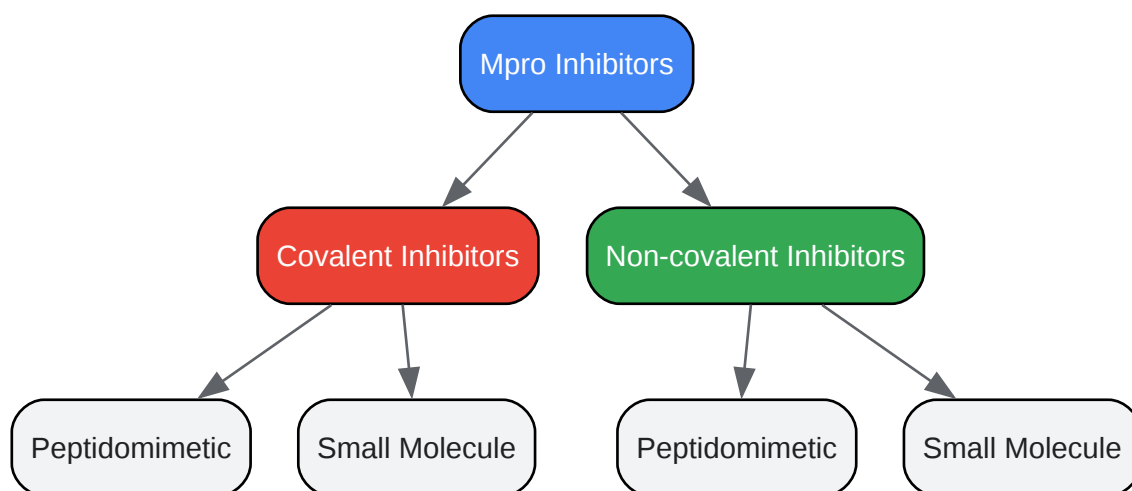 Mpro Inhibitors
Covalent Inhibitors
Non-covalent Inhibitors
Peptidomimetic
Small Molecule
Peptidomimetic
Small Molecule